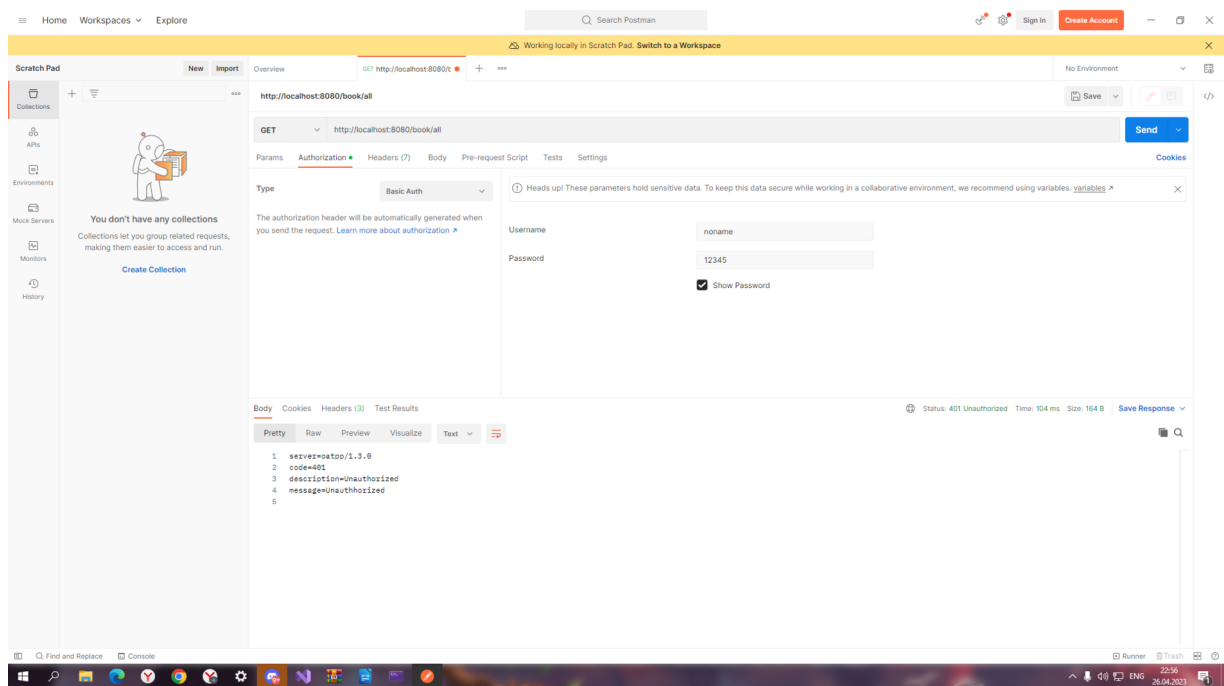 Home Workspaces Explore Search Postman Sign In Create Account
Working locally in Scratch Pad. Switch to a Workspace
Scratch Pad New Import Overview GET http://localhost:8080/t No Environment
Collections
APIs
Environments
Mock Servers
Monitors
History
You don't have any collections
Collections let you group related requests,
making them easier to access and run.
Create Collection
http://localhost:8080/book/all Save
GET http://localhost:8080/book/all Send
Params Authorization Headers (7) Body Pre-request Script Tests Settings Cookies
Type Basic Auth
The authorization header will be automatically generated when
you send the request. Learn more about authorization
Heads up! These parameters hold sensitive data. To keep this data secure while working in a collaborative environment, we recommend using variables. variables
Username noname
Password 12345
Show Password
Body Cookies Headers (3) Test Results Status: 401 Unauthorized Time: 104 ms Size: 164 B Save Response
Pretty Raw Preview Visualize Text
1 server=oatpp/1.3.0
2 code=401
3 description=Unauthorized
4 message=Unauthhorized
5
Find and Replace Console Runner Trash
ENG 22:56
26.04.2023